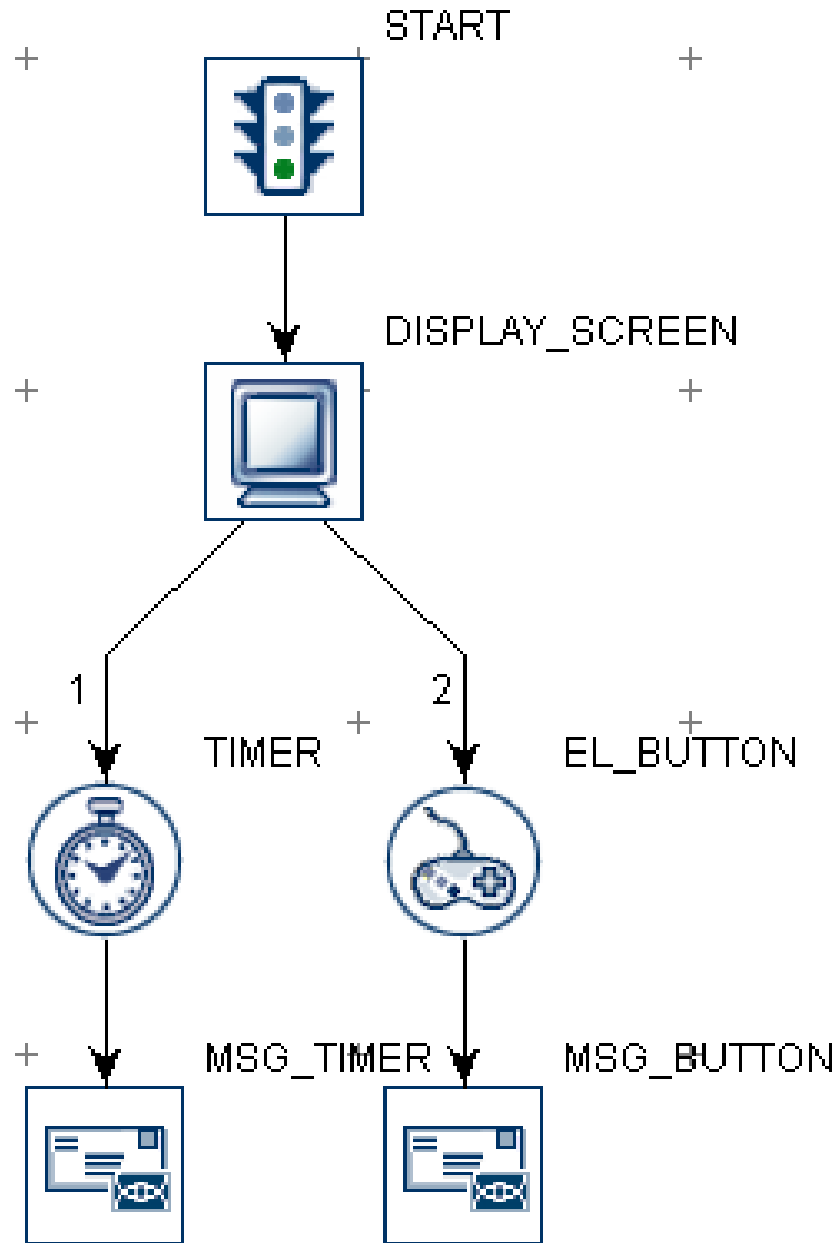 START
DISPLAY_SCREEN
1
2
TIMER
EL_BUTTON
MSG_TIMER
MSG_BUTTON